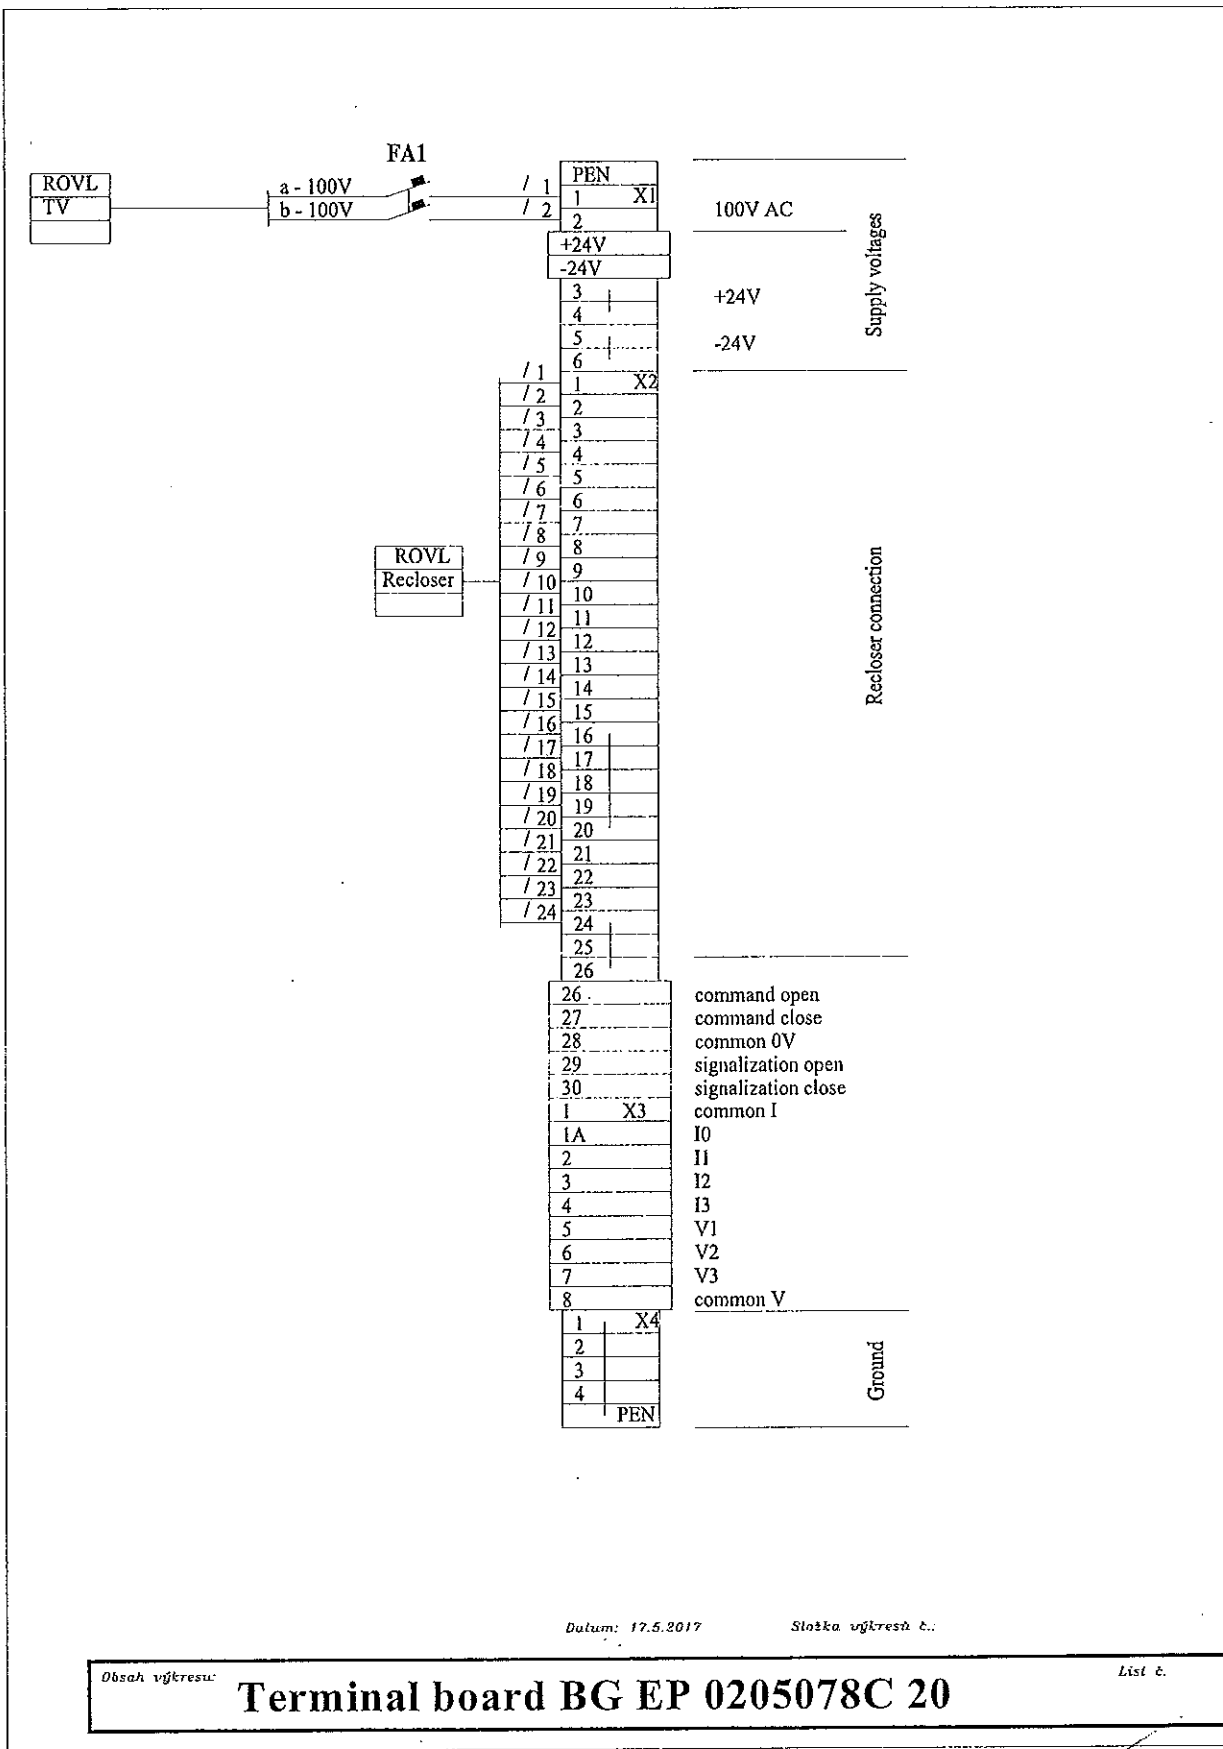 FA1
ROVL
TV
a - 100V
b - 100V
/ 1
/ 2
PEN
1 X1
2
100V AC
+24V
-24V
3
4
5
6
+24V
-24V
Supply voltages
/ 1
/ 2
/ 3
/ 4
/ 5
/ 6
/ 7
/ 8
/ 9
/ 10
/ 11
/ 12
/ 13
/ 14
/ 15
/ 16
/ 17
/ 18
/ 19
/ 20
/ 21
/ 22
/ 23
/ 24
ROVL
Recloser
1 X2
2
3
4
5
6
7
8
9
10
11
12
13
14
15
16
17
18
19
20
21
22
23
24
25
26
Recloser connection
26 command open
27 command close
28 common 0V
29 signalization open
30 signalization close
1 X3 common I
1A I0
2 I1
3 I2
4 I3
5 V1
6 V2
7 V3
8 common V
1 X4
2
3
4
PEN
Ground
Datum: 17.5.2017 Složka výkresů č.:
Obsah výkresu:
Terminal board BG EP 0205078C 20
List č.